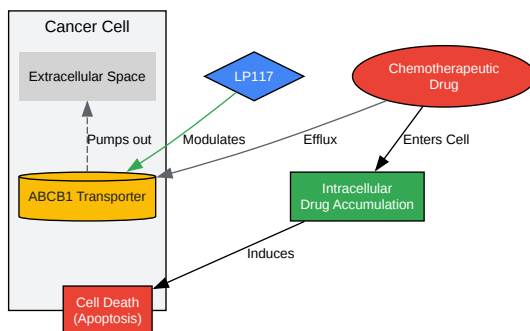 Cancer Cell
Extracellular Space
LP117
Chemotherapeutic
Drug
Pumps out
Modulates
Efflux
Enters Cell
ABCB1 Transporter
Intracellular
Drug Accumulation
Induces
Cell Death
(Apoptosis)